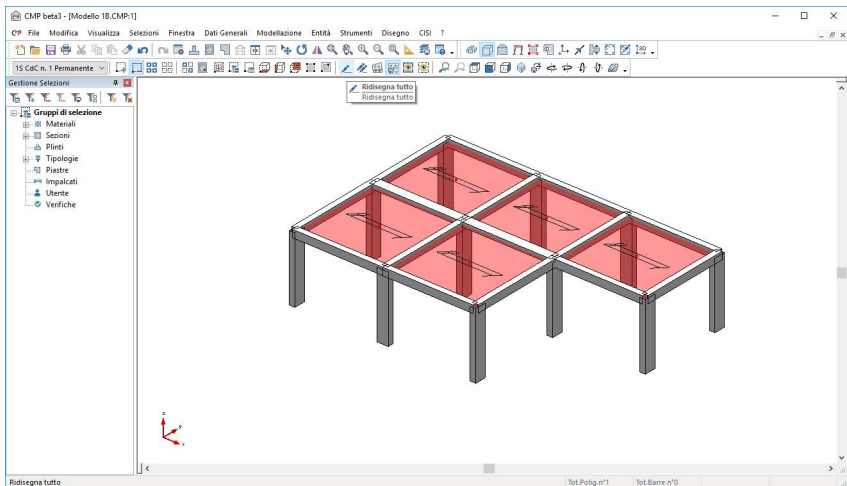 CMP beta3 - [Modello 1B.CMP:1]
File Modifica Visualizza Selezioni Finestra Dati Generali Modellazione Entità Strumenti Disegno CISI ?
1S CdC n. 1 Permanente
Gestione Selezioni
Ridisegna tutto
Ridisegna tutto
Gruppi di selezione
Materiali
Sezioni
Plinti
Tipologie
Piastre
Impalcati
Utente
Verifiche
z
y
x
Ridisegna tutto Tot.Polig.n°1 Tot.Barre n°0